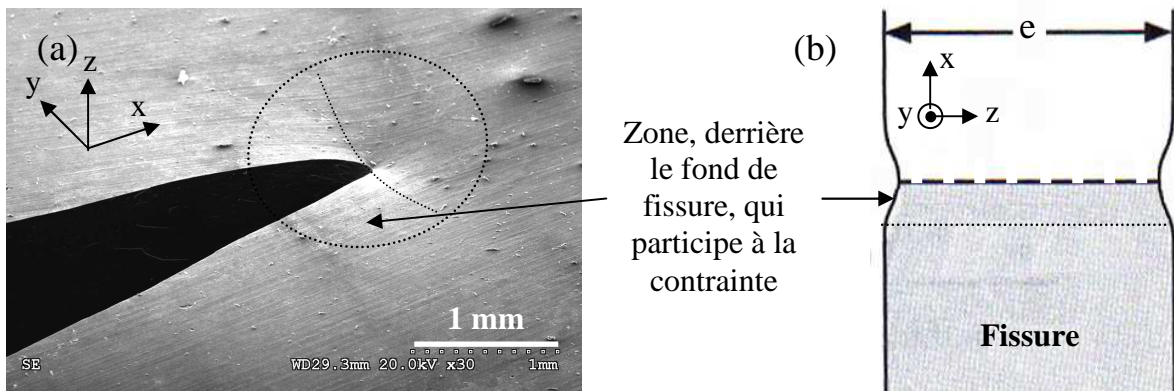 (a)
z
y
x
1 mm
SE
WD29.3mm 20.0kV x30
1mm
Zone, derrière
le fond de
fissure, qui
participe à la
contrainte
(b)
e
x
y
z
Fissure